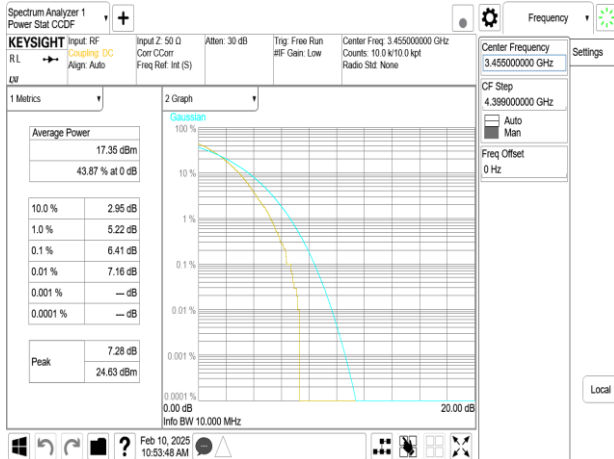 Spectrum Analyzer 1
Power Stat CCDF
+
Frequency
KEYSIGHT
RL
LXI
Input: RF
Coupling: DC
Align: Auto
Input Z: 50 Ω
Corr CCorr
Freq Ref: Int (S)
Atten: 30 dB
Trig: Free Run
#IF Gain: Low
Center Freq: 3.455000000 GHz
Counts: 10.0 k/10.0 kpt
Radio Std: None
Center Frequency
3.455000000 GHz
Settings
CF Step
4.399000000 GHz
Auto
Man
Freq Offset
0 Hz
Local
1 Metrics
Average Power
17.35 dBm
43.87 % at 0 dB
10.0 % 2.95 dB
1.0 % 5.22 dB
0.1 % 6.41 dB
0.01 % 7.16 dB
0.001 % --- dB
0.0001 % --- dB
Peak
7.28 dB
24.63 dBm
2 Graph
Gaussian
100 %
10 %
1 %
0.1 %
0.01 %
0.001 %
0.0001 %
0.00 dB 20.00 dB
Info BW 10.000 MHz
?
Feb 10, 2025
10:53:48 AM